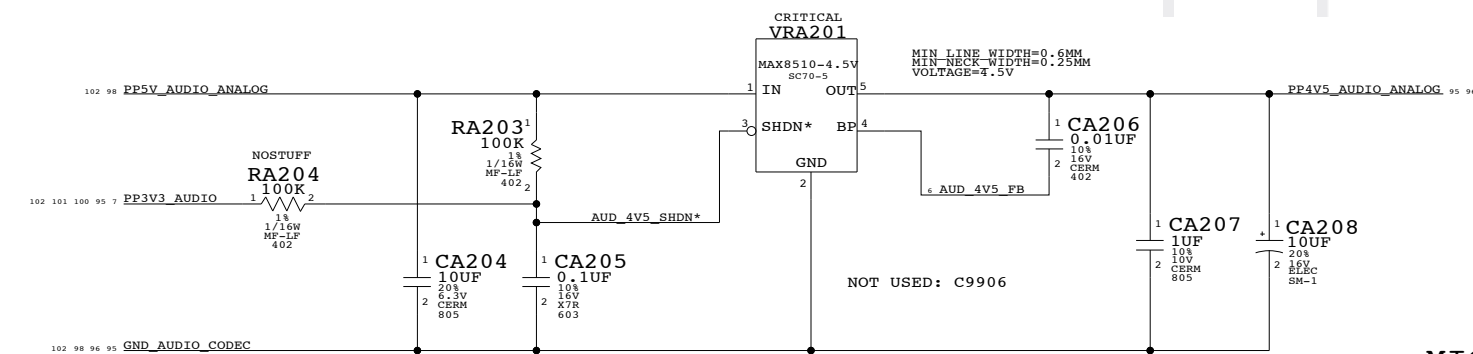 CRITICAL
VRA201
MAX8510-4.5V
SC70-5
1 IN
OUT 5
3 SHDN*
BP 4
GND
2
MIN_LINE_WIDTH=0.6MM
MIN_NECK_WIDTH=0.25MM
VOLTAGE=4.5V
102 98 PP5V_AUDIO_ANALOG
PP4V5_AUDIO_ANALOG 95
RA203
1
100K
1%
1/16W
MF-LF
402
2
NOSTUFF
RA204
100K
1
2
1%
1/16W
MF-LF
402
102 101 100 95 7 PP3V3_AUDIO
AUD_4V5_SHDN*
6 AUD_4V5_FB
1 CA206
0.01UF
10%
16V
2 CERM
402
1 CA204
10UF
20%
6.3V
2 CERM
805
1 CA205
0.1UF
10%
16V
2 X7R
603
NOT USED: C9906
1 CA207
1UF
10%
10V
2 CERM
805
+
1 CA208
10UF
20%
2 16V
ELEC
SM-1
102 98 96 95 GND_AUDIO_CODEC